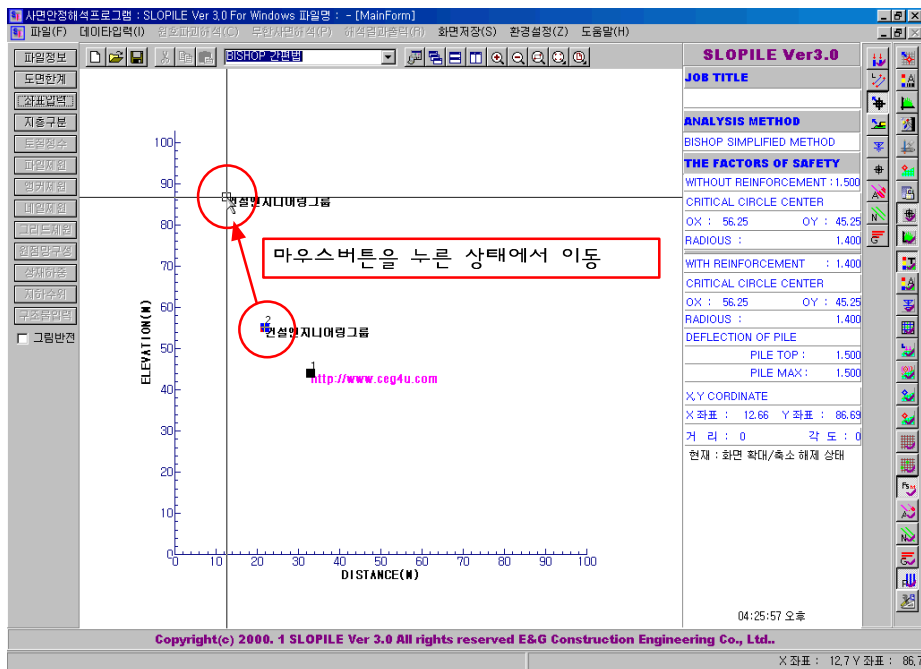 사면안정해석프로그램 : SLOPILE Ver 3,0 For Windows 파일명 : - [MainForm]
파일(F) 데이타입력(I) 원호파괴해석(C) 무한사면해석(P) 해석결과출력(R) 화면저장(S) 환경설정(Z) 도움말(H)
BISHOP 간편법
파일정보
도면한계
좌표입력
지층구분
토질정수
파일제원
앵커제원
네일제원
그리드제원
원점망구성
상재하중
지하수위
구조물입력
그림반전
100
90
80
70
60
50
40
30
20
10
0
ELEVATION(M)
건설엔지니어링그룹
마우스버튼을 누른 상태에서 이동
2
건설엔지니어링그룹
1
http://www.ceg4u.com
0 10 20 30 40 50 60 70 80 90 100
DISTANCE(M)
SLOPILE Ver3.0
JOB TITLE
ANALYSIS METHOD
BISHOP SIMPLIFIED METHOD
THE FACTORS OF SAFETY
WITHOUT REINFORCEMENT : 1.500
CRITICAL CIRCLE CENTER
OX : 56.25 OY : 45.25
RADIOUS : 1.400
WITH REINFORCEMENT : 1.400
CRITICAL CIRCLE CENTER
OX : 56.25 OY : 45.25
RADIOUS : 1.400
DEFLECTION OF PILE
PILE TOP : 1.500
PILE MAX : 1.500
X,Y CORDINATE
X 좌표 : 12.66 Y 좌표 : 86.69
거 리 : 0 각 도 : 0
현재 : 화면 확대/축소 해제 상태
04:25:57 오후
Copyright(c) 2000. 1 SLOPILE Ver 3.0 All rights reserved E&G Construction Engineering Co., Ltd..
X 좌표 : 12,7 Y 좌표 : 86,7